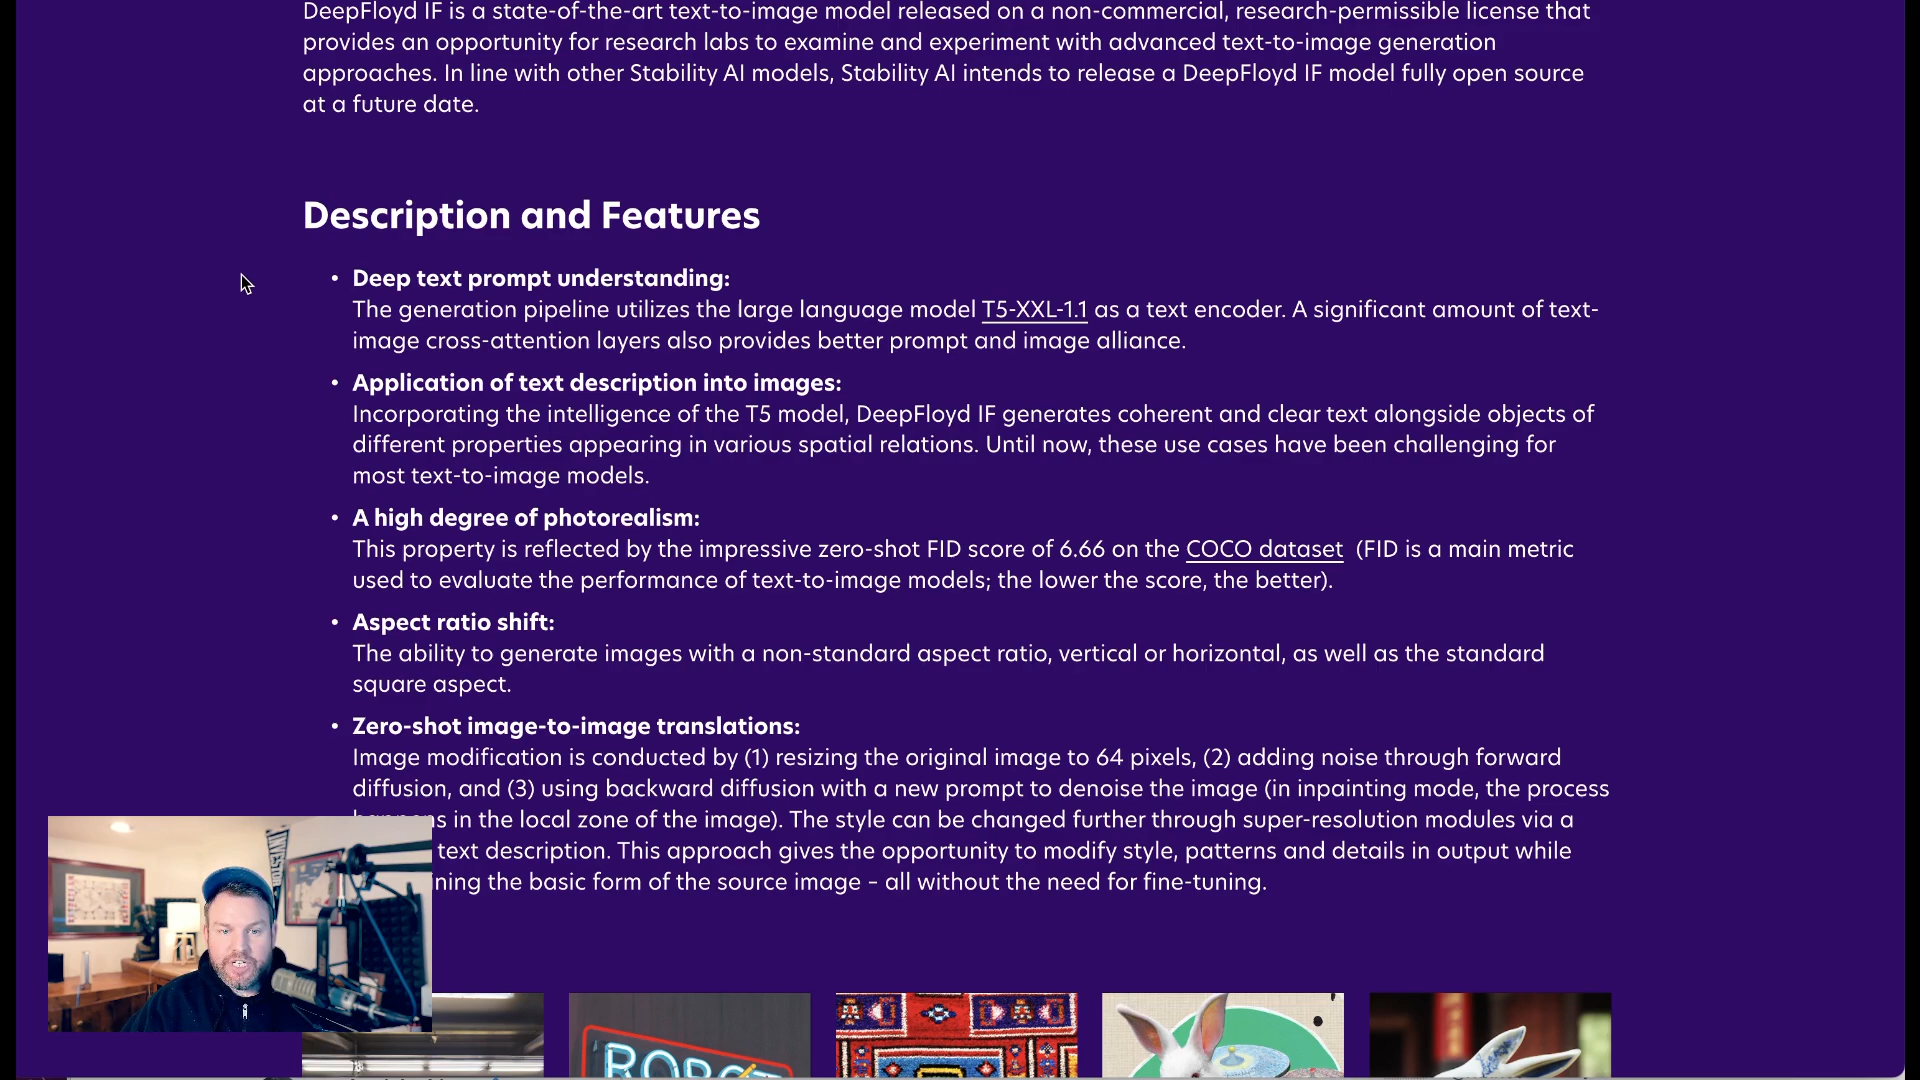 DeepFloyd IF is a state-of-the-art text-to-image model released on a non-commercial, research-permissible license that
provides an opportunity for research labs to examine and experiment with advanced text-to-image generation
approaches. In line with other Stability AI models, Stability AI intends to release a DeepFloyd IF model fully open source
at a future date.
Description and Features
• Deep text prompt understanding:
The generation pipeline utilizes the large language model T5-XXL-1.1 as a text encoder. A significant amount of text-
image cross-attention layers also provides better prompt and image alliance.
• Application of text description into images:
Incorporating the intelligence of the T5 model, DeepFloyd IF generates coherent and clear text alongside objects of
different properties appearing in various spatial relations. Until now, these use cases have been challenging for
most text-to-image models.
• A high degree of photorealism:
This property is reflected by the impressive zero-shot FID score of 6.66 on the COCO dataset (FID is a main metric
used to evaluate the performance of text-to-image models; the lower the score, the better).
• Aspect ratio shift:
The ability to generate images with a non-standard aspect ratio, vertical or horizontal, as well as the standard
square aspect.
• Zero-shot image-to-image translations:
Image modification is conducted by (1) resizing the original image to 64 pixels, (2) adding noise through forward
diffusion, and (3) using backward diffusion with a new prompt to denoise the image (in inpainting mode, the process
in the local zone of the image). The style can be changed further through super-resolution modules via a
text description. This approach gives the opportunity to modify style, patterns and details in output while
the basic form of the source image – all without the need for fine-tuning.